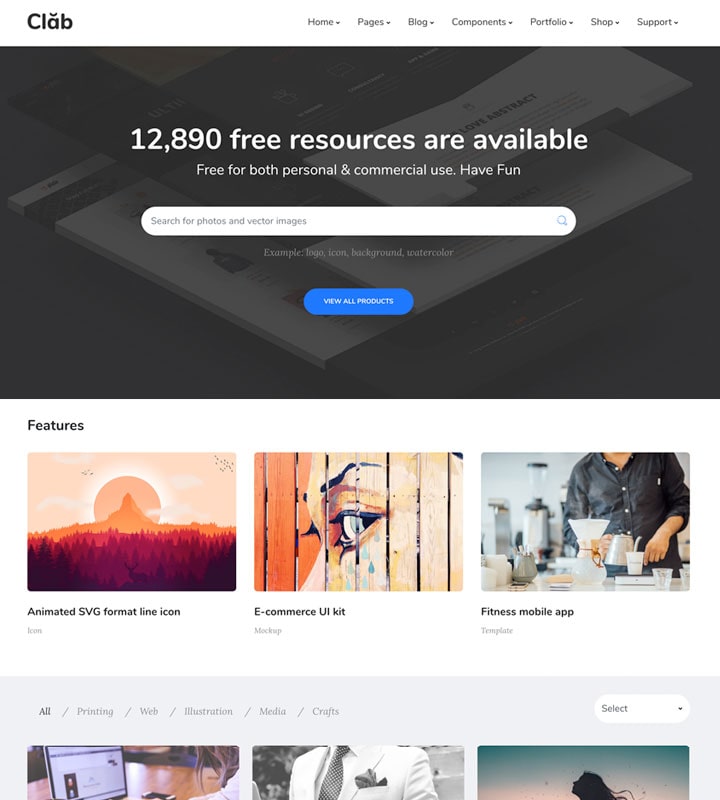 Clăb
Home Pages Blog Components Portfolio Shop Support
LOVE ABSTRACT
12,890 free resources are available
Free for both personal & commercial use. Have Fun
Search for photos and vector images
Example: logo, icon, background, watercolor
VIEW ALL PRODUCTS
Features
Animated SVG format line icon
Icon
E-commerce UI kit
Mockup
Fitness mobile app
Template
All / Printing / Web / Illustration / Media / Crafts
Select